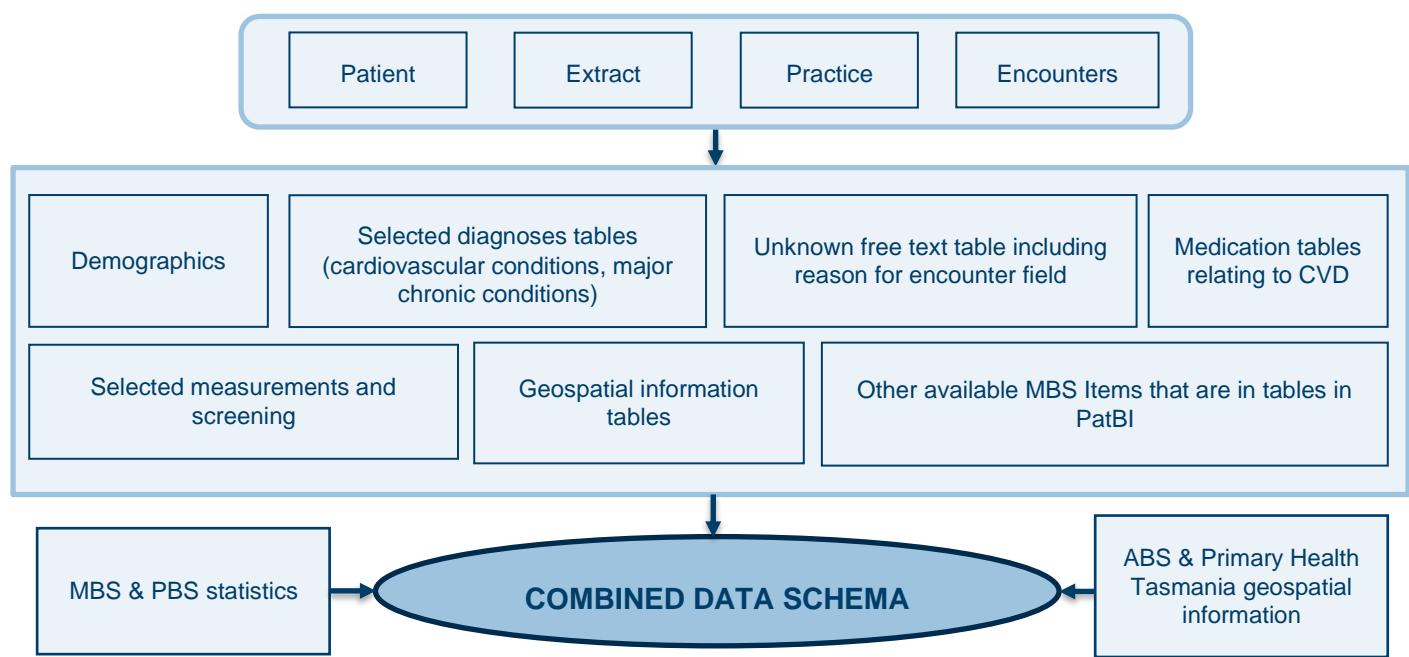 Patient
Extract
Practice
Encounters
Demographics
Selected diagnoses tables
(cardiovascular conditions, major
chronic conditions)
Unknown free text table including
reason for encounter field
Medication tables
relating to CVD
Selected measurements and
screening
Geospatial information
tables
Other available MBS Items that are in tables in
PatBI
MBS & PBS statistics
COMBINED DATA SCHEMA
ABS & Primary Health
Tasmania geospatial
information